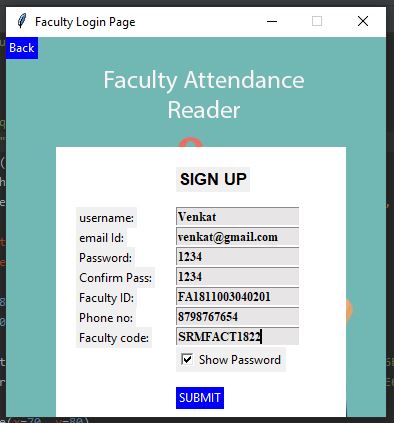 Faculty Login Page
Back
Faculty Attendance
Reader
SIGN UP
username: Venkat
email Id: venkat@gmail.com
Password: 1234
Confirm Pass: 1234
Faculty ID: FA1811003040201
Phone no: 8798767654
Faculty code: SRMFACT1822
Show Password
SUBMIT